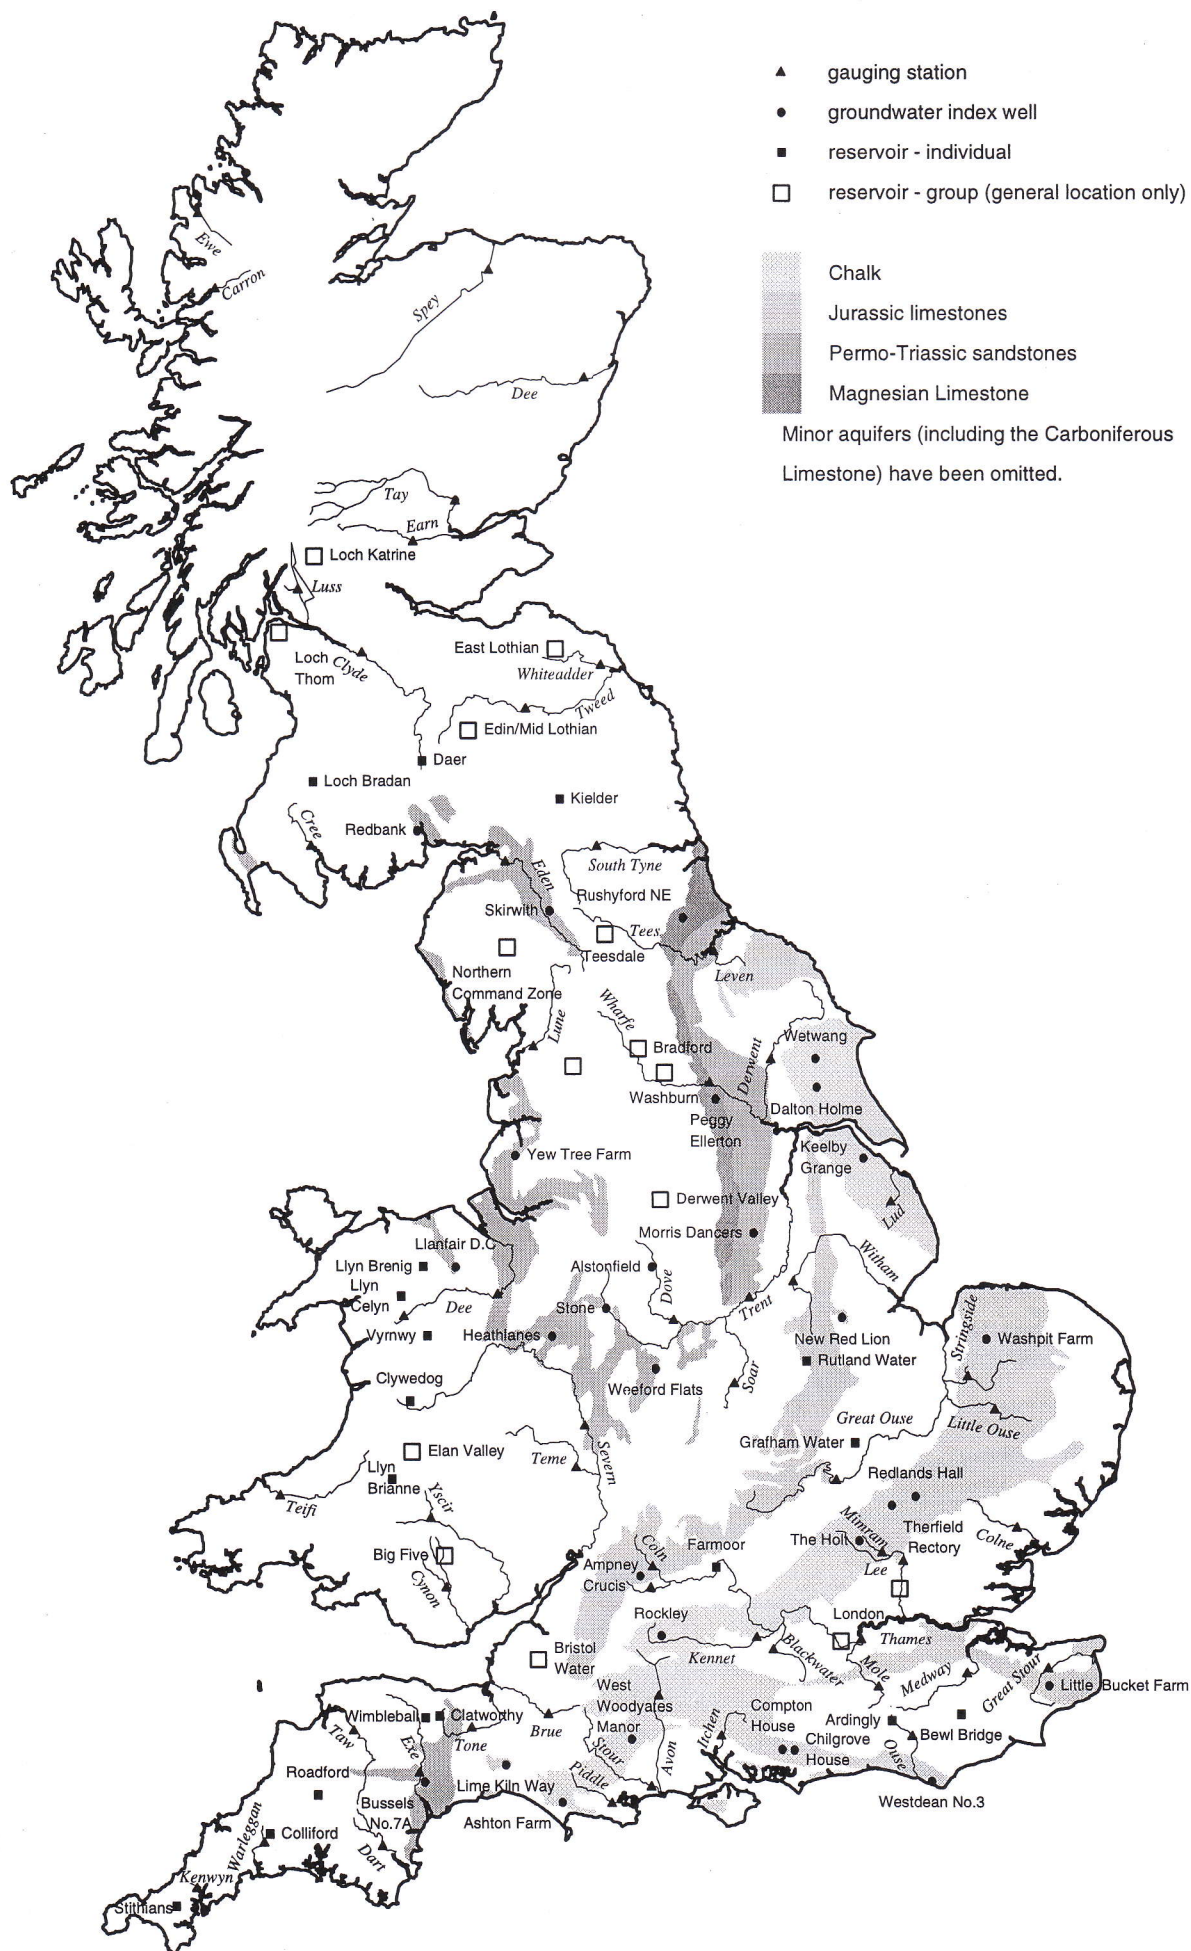 gauging station
groundwater index well
reservoir - individual
reservoir - group (general location only)
Chalk
Jurassic limestones
Permo-Triassic sandstones
Magnesian Limestone
Minor aquifers (including the Carboniferous
Limestone) have been omitted.
Ewe
Carron
Spey
Dee
Tay
Earn
Loch Katrine
Luss
Loch
Thom
Clyde
East Lothian
Whiteadder
Tweed
Edin/Mid Lothian
Daer
Loch Bradan
Kielder
Cree
Redbank
Eden
South Tyne
Rushyford NE
Skirwith
Tees
Teesdale
Leven
Northern
Command Zone
Lune
Wharfe
Wetwang
Bradford
Derwent
Washburn
Dalton Holme
Peggy
Ellerton
Keelby
Grange
Yew Tree Farm
Derwent Valley
Lud
Morris Dancers
Llanfair D.C
Witham
Llyn Brenig
Alstonfield
Llyn
Celyn
Dee
Dove
Stone
Trent
Vyrnwy
Heathlanes
New Red Lion
Stringside
Washpit Farm
Rutland Water
Clywedog
Weeford Flats
Soar
Great Ouse
Little Ouse
Grafham Water
Elan Valley
Teme
Severn
Llyn
Brianne
Redlands Hall
Teifi
Yscir
Mimram
Therfield
Rectory
The Holt
Colne
Farmoor
Coln
Big Five
Ampney
Crucis
Lee
Cynon
Rockley
London
Thames
Bristol
Water
Kennet
Blackwater
Mole
Medway
Great Stour
Little Bucket Farm
West
Woodyates
Manor
Compton
House
Wimbleball
Clatworthy
Brue
Itchen
Ardingly
Bewl Bridge
Taw
Exe
Tone
Chilgrove
House
Stour
Avon
Ouse
Roadford
Lime Kiln Way
Piddle
Bussels
No.7A
Ashton Farm
Westdean No.3
Warleggan
Colliford
Dart
Kenwyn
Stithians